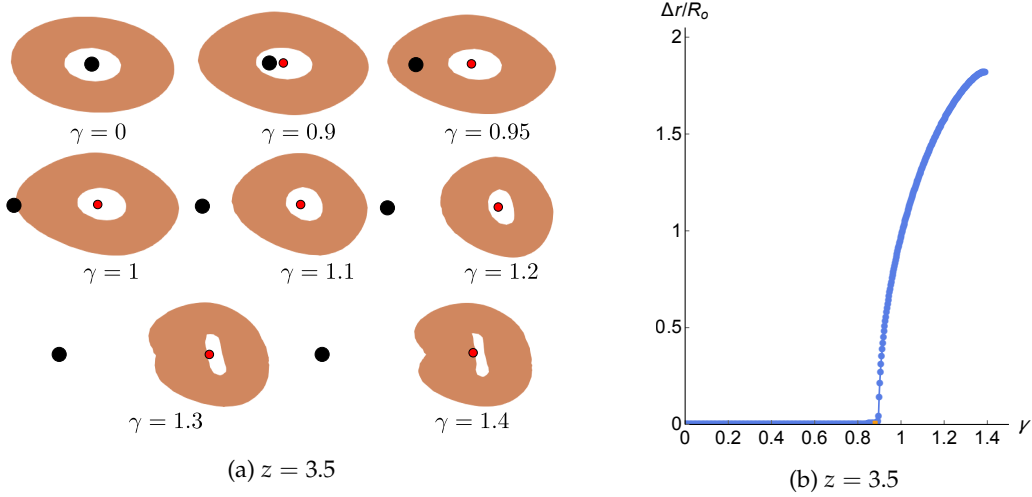 γ = 0
γ = 0.9
γ = 0.95
γ = 1
γ = 1.1
γ = 1.2
γ = 1.3
γ = 1.4
(a) z = 3.5
Δr/R_o
2
1.5
1
0.5
0
0 0.2 0.4 0.6 0.8 1 1.2 1.4 γ
(b) z = 3.5